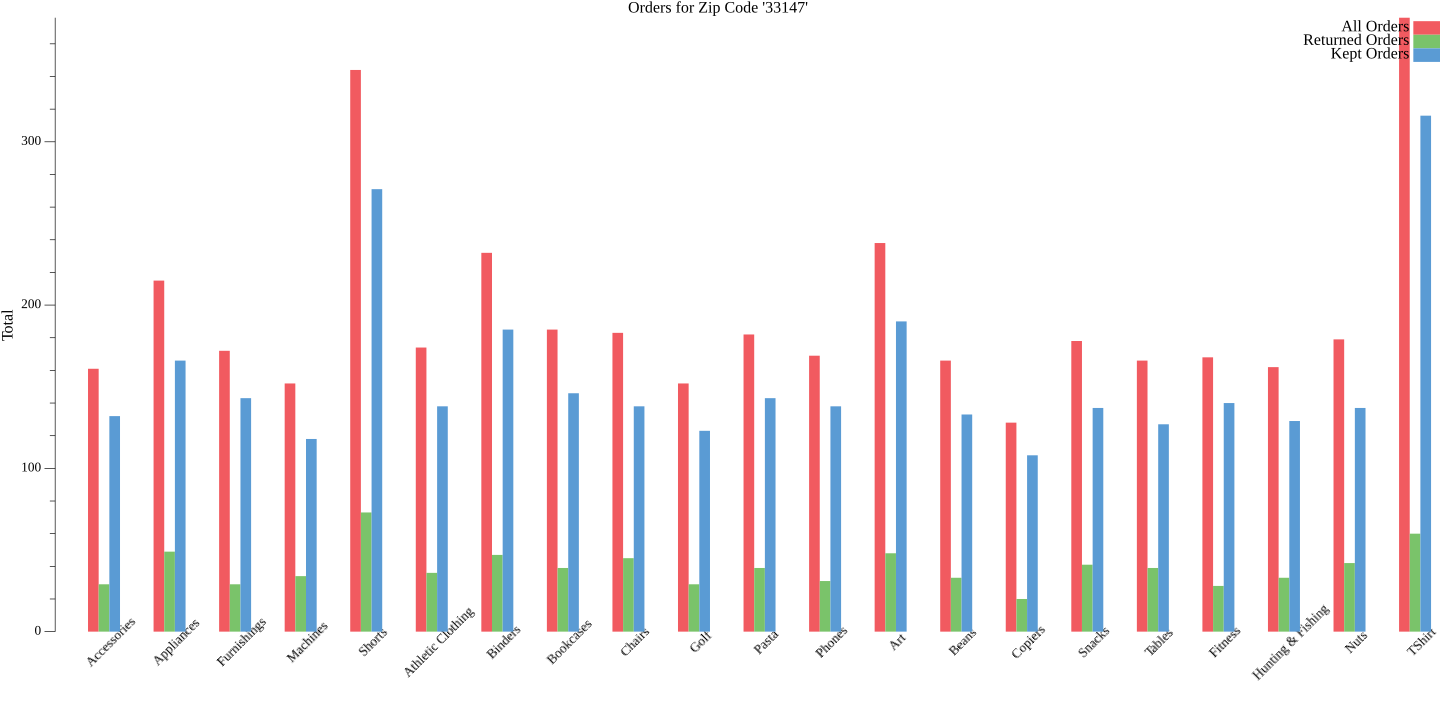 Orders for Zip Code '33147'
All Orders
Returned Orders
Kept Orders
Total
300
200
100
0
Accessories
Appliances
Furnishings
Machines
Shorts
Athletic Clothing
Binders
Bookcases
Chairs
Golf
Pasta
Phones
Art
Beans
Copiers
Snacks
Tables
Fitness
Hunting & Fishing
Nuts
TShirt